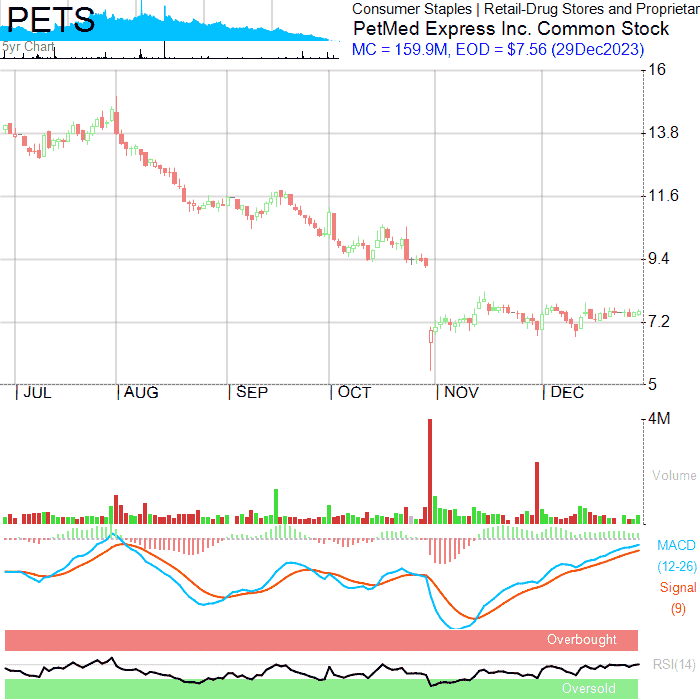 PETS
5yr Chart
Consumer Staples | Retail-Drug Stores and Proprietar
PetMed Express Inc. Common Stock
MC = 159.9M, EOD = $7.56 (29Dec2023)
16
13.8
11.6
9.4
7.2
5
JUL AUG SEP OCT NOV DEC
4M
Volume
MACD
(12-26)
Signal
(9)
Overbought
RSI(14)
Oversold